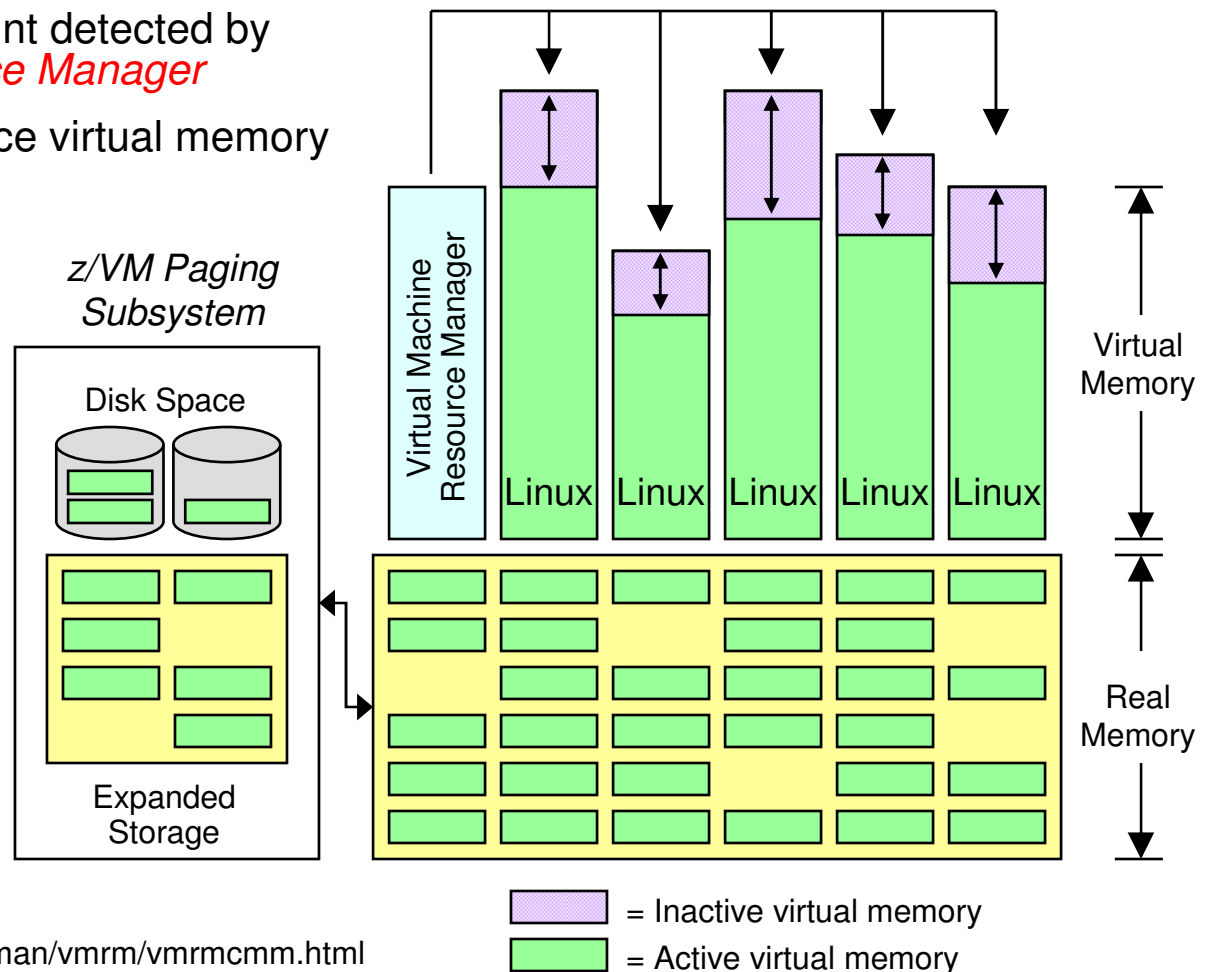 nt detected by
ce Manager
ce virtual memory
z/VM Paging
Subsystem
Disk Space
Expanded
Storage
Virtual Machine
Resource Manager
Linux
Linux
Linux
Linux
Linux
Virtual
Memory
Real
Memory
= Inactive virtual memory
= Active virtual memory
man/vmrm/vmrmcmm.html